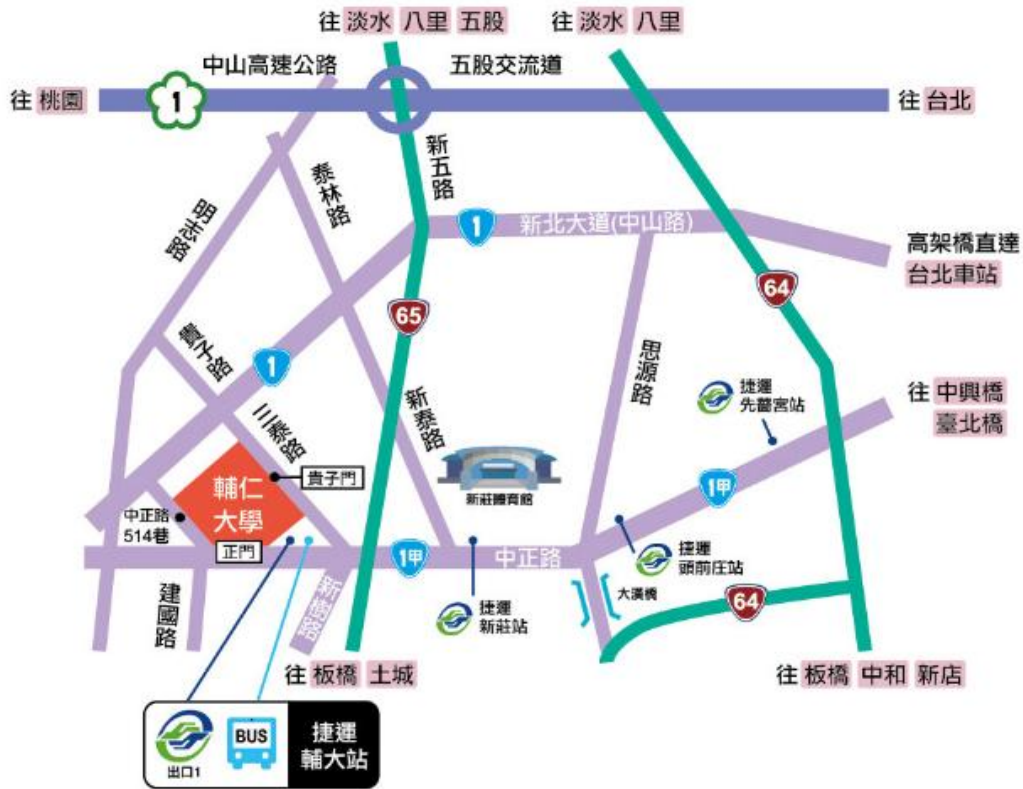 往 淡水 八里 五股
往 淡水 八里
中山高速公路
五股交流道
往 桃園
1
往 台北
新五路
泰林路
明志路
1
新北大道(中山路)
高架橋直達
台北車站
65
64
貴子路
1
思源路
新泰路
捷運
先嗇宮站
往 中興橋
臺北橋
三泰路
貴子門
輔仁
大學
新莊體育館
1甲
中正路
514巷
正門
1甲
中正路
捷運
頭前庄站
大漢橋
建國路
新樹路
捷運
新莊站
64
往 板橋 土城
往 板橋 中和 新店
出口1
BUS
捷運
輔大站